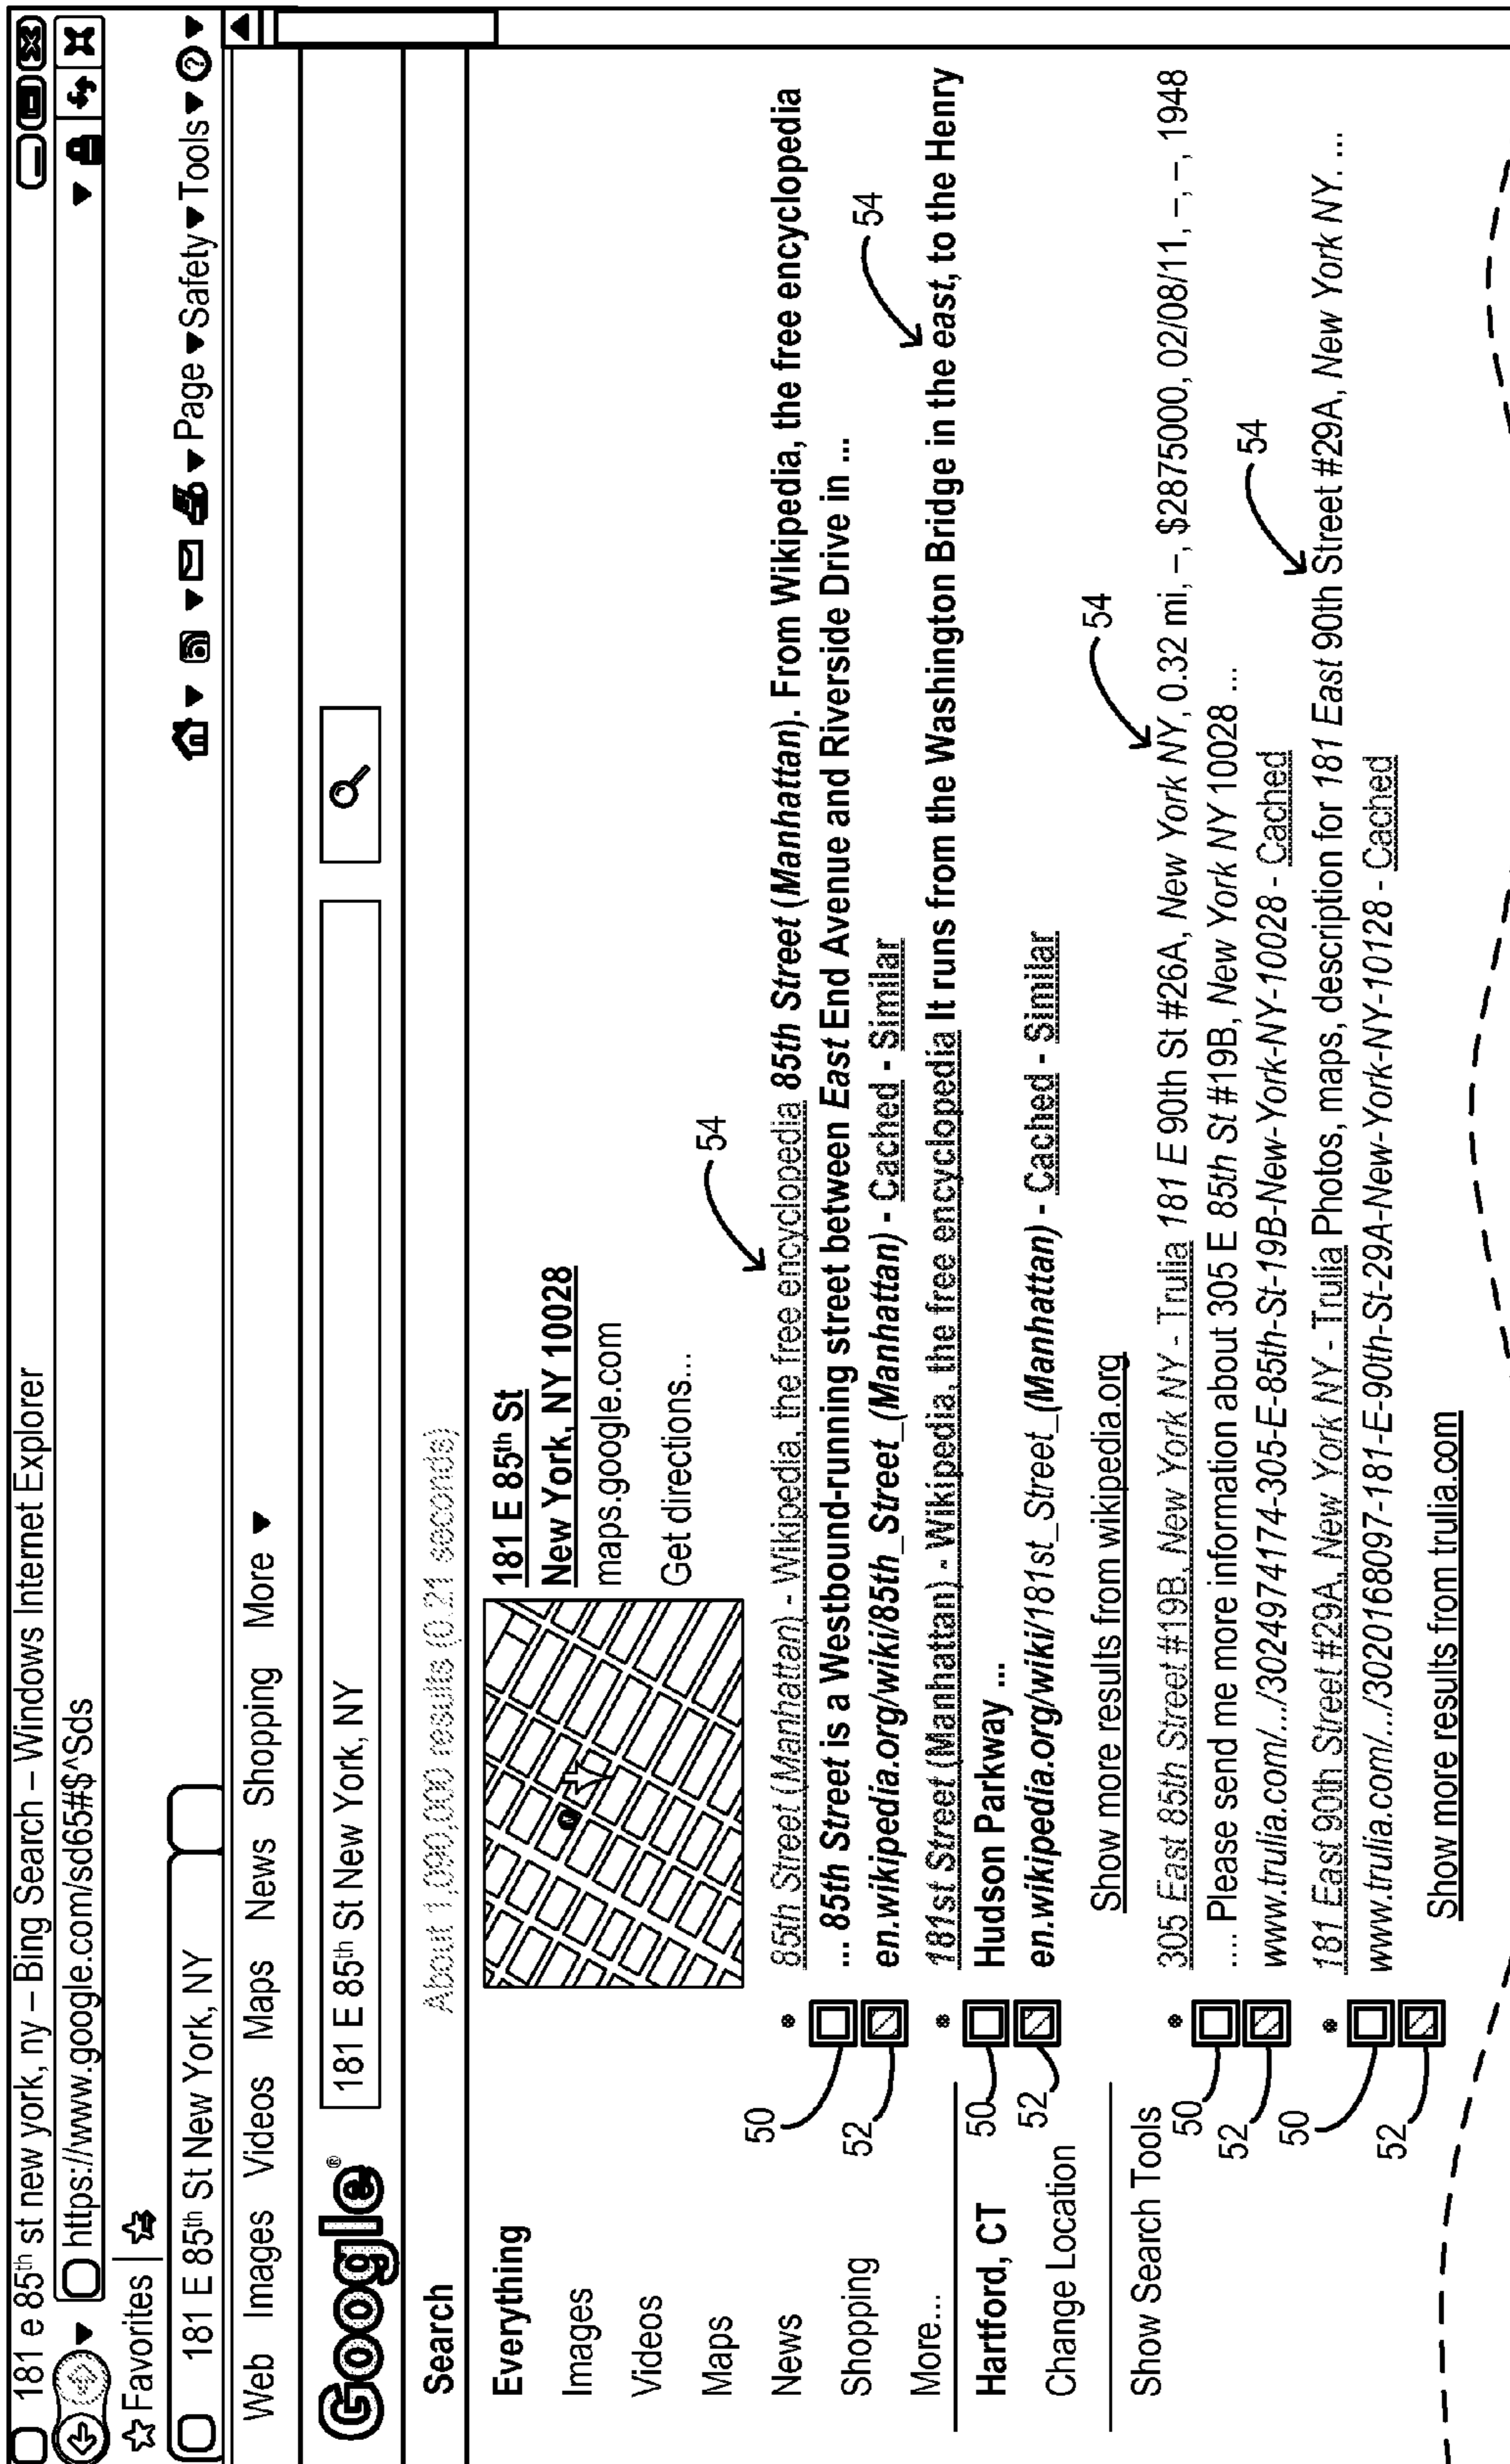 181 e 85th st new york, ny – Bing Search – Windows Internet Explorer
https://www.google.com/sd65#$^Sds
Favorites
Page Safety Tools ?
181 E 85th St New York, NY
Web Images Videos Maps News Shopping More
Google®
181 E 85th St New York, NY
Search
About 1,090,000 results (0.21 seconds)
Everything
Images
Videos
Maps
News
Shopping
More...
Hartford, CT
Change Location
Show Search Tools
181 E 85th St
New York, NY 10028
maps.google.com
Get directions...
54
85th Street (Manhattan) - Wikipedia, the free encyclopedia 85th Street (Manhattan). From Wikipedia, the free encyclopedia
... 85th Street is a Westbound-running street between East End Avenue and Riverside Drive in ...
en.wikipedia.org/wiki/85th_Street_(Manhattan) - Cached - Similar
50
52
54
181st Street (Manhattan) - Wikipedia, the free encyclopedia It runs from the Washington Bridge in the east, to the Henry
Hudson Parkway ...
en.wikipedia.org/wiki/181st_Street_(Manhattan) - Cached - Similar
50
52
Show more results from wikipedia.org
54
305 East 85th Street #19B, New York NY - Trulia 181 E 90th St #26A, New York NY, 0.32 mi, –, $2875000, 02/08/11, –, –, 1948
.... Please send me more information about 305 E 85th St #19B, New York NY 10028 ...
www.trulia.com/.../3024974174-305-E-85th-St-19B-New-York-NY-10028 - Cached
50
52
54
181 East 90th Street #29A, New York NY - Trulia Photos, maps, description for 181 East 90th Street #29A, New York NY. ...
www.trulia.com/.../3020168097-181-E-90th-St-29A-New-York-NY-10128 - Cached
50
52
Show more results from trulia.com